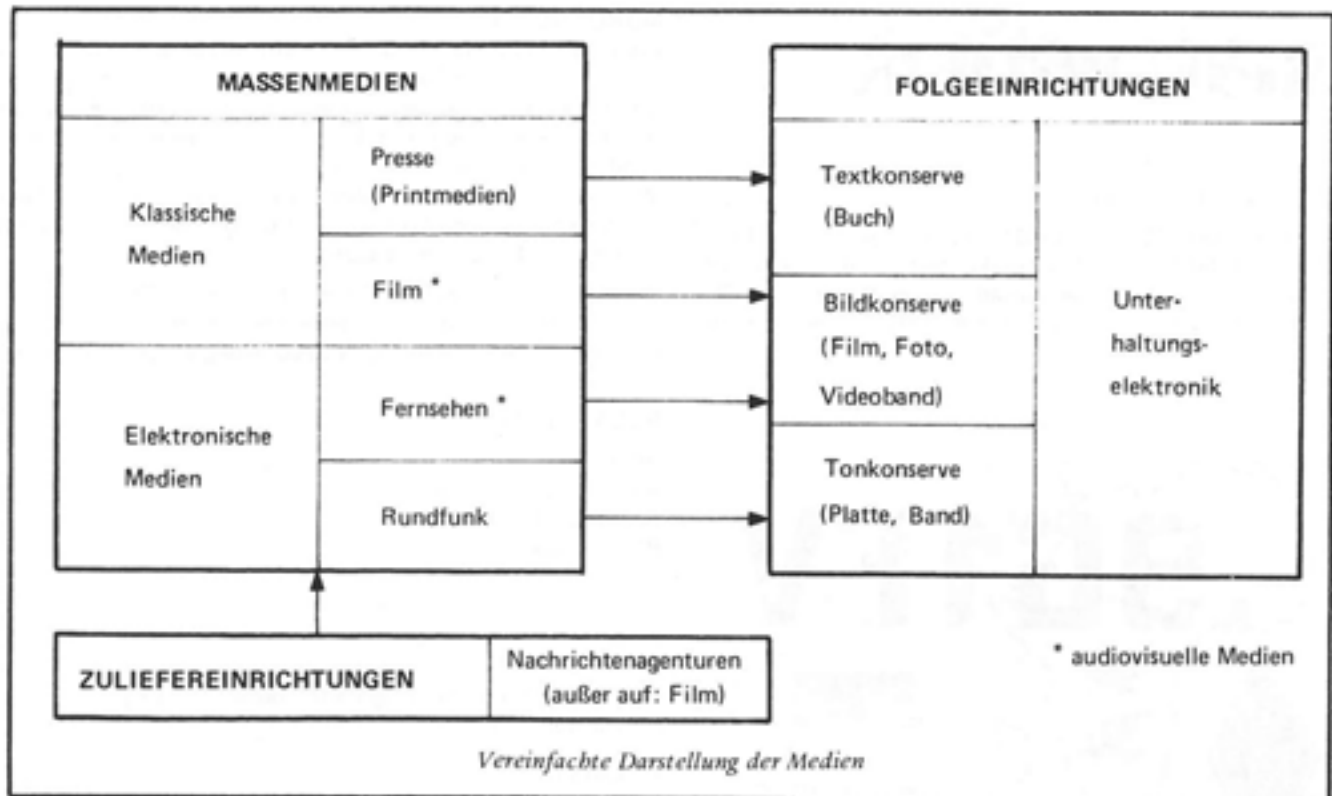 MASSENMEDIEN
Klassische
Medien
Elektronische
Medien
Presse
(Printmedien)
Film *
Fernsehen *
Rundfunk
FOLGEEINRICHTUNGEN
Textkonserve
(Buch)
Bildkonserve
(Film, Foto,
Videoband)
Tonkonserve
(Platte, Band)
Unter-
haltungs-
elektronik
ZULIEFEREINRICHTUNGEN
Nachrichtenagenturen
(außer auf: Film)
* audiovisuelle Medien
Vereinfachte Darstellung der Medien